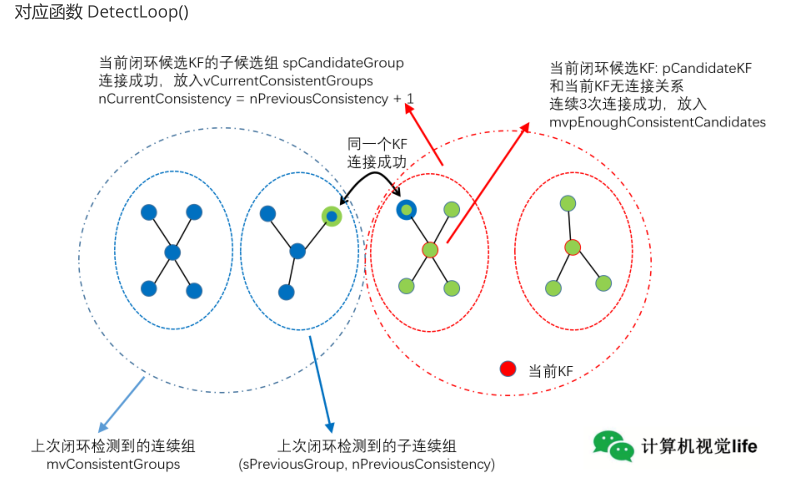 对应函数 DetectLoop()
当前闭环候选KF的子候选组 spCandidateGroup
连接成功，放入vCurrentConsistentGroups
nCurrentConsistency = nPreviousConsistency + 1
当前闭环候选KF: pCandidateKF
和当前KF无连接关系
连续3次连接成功，放入
mvpEnoughConsistentCandidates
同一个KF
连接成功
当前KF
上次闭环检测到的连续组
mvConsistentGroups
上次闭环检测到的子连续组
(sPreviousGroup, nPreviousConsistency)
计算机视觉life